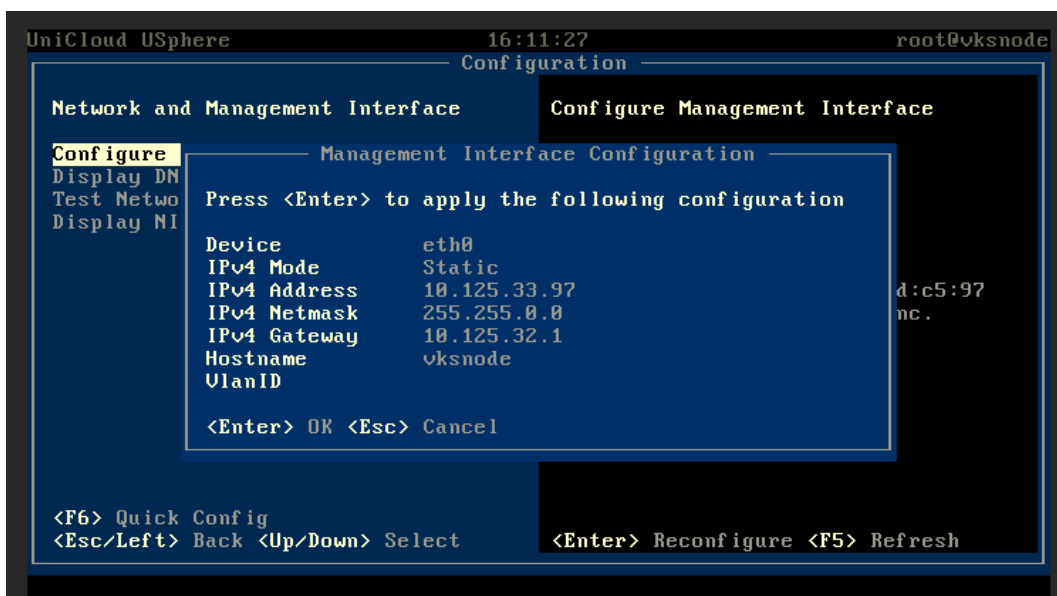 UniCloud USphere 16:11:27 root@vksnode
Configuration
Network and Management Interface
Configure Management Interface
Configure
Display DN
Test Netwo
Display NI
Management Interface Configuration
Press <Enter> to apply the following configuration
Device eth0
IPv4 Mode Static
IPv4 Address 10.125.33.97
IPv4 Netmask 255.255.0.0
IPv4 Gateway 10.125.32.1
Hostname vksnode
VlanID
<Enter> OK <Esc> Cancel
d:c5:97
nc.
<F6> Quick Config
<Esc/Left> Back <Up/Down> Select
<Enter> Reconfigure <F5> Refresh